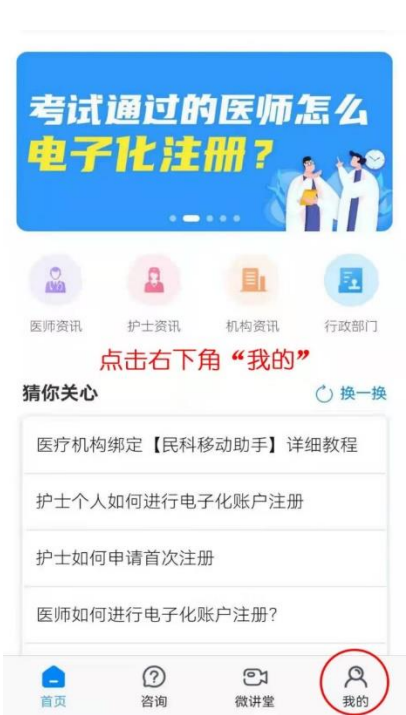 考试通过的医师怎么
电子化注册？
医师资讯 护士资讯 机构资讯 行政部门
点击右下角“我的”
猜你关心 换一换
医疗机构绑定【民科移动助手】详细教程
护士个人如何进行电子化账户注册
护士如何申请首次注册
医师如何进行电子化账户注册?
首页 咨询 微讲堂 我的